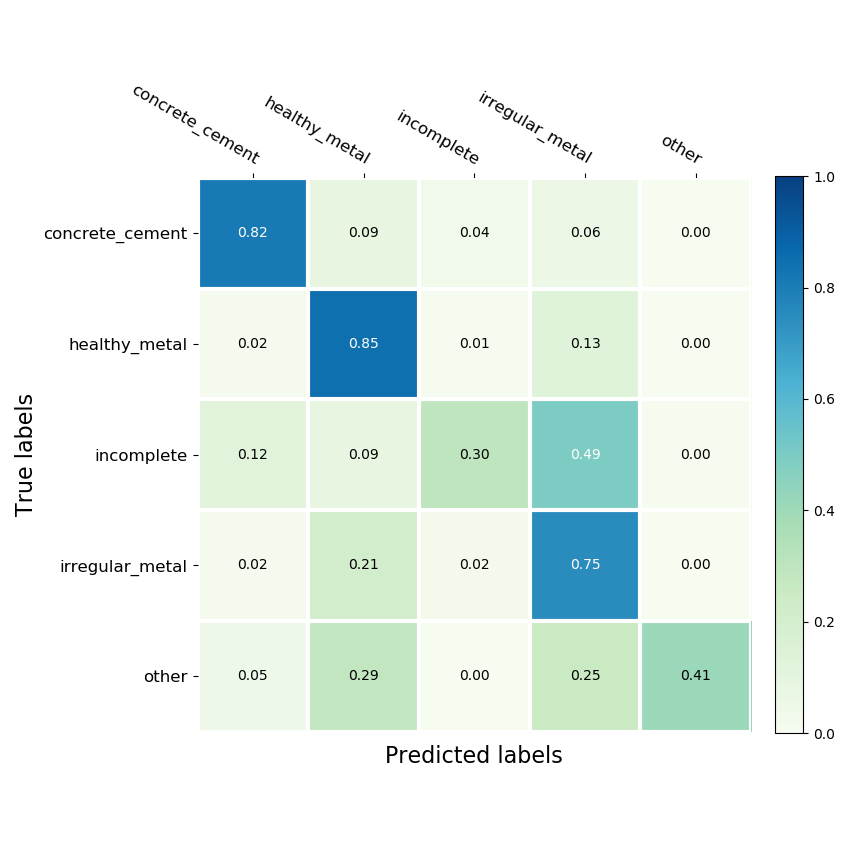 concrete_cement healthy_metal incomplete irregular_metal other
concrete_cement 0.82 0.09 0.04 0.06 0.00
healthy_metal 0.02 0.85 0.01 0.13 0.00
incomplete 0.12 0.09 0.30 0.49 0.00
irregular_metal 0.02 0.21 0.02 0.75 0.00
other 0.05 0.29 0.00 0.25 0.41
True labels
Predicted labels
1.0
0.8
0.6
0.4
0.2
0.0